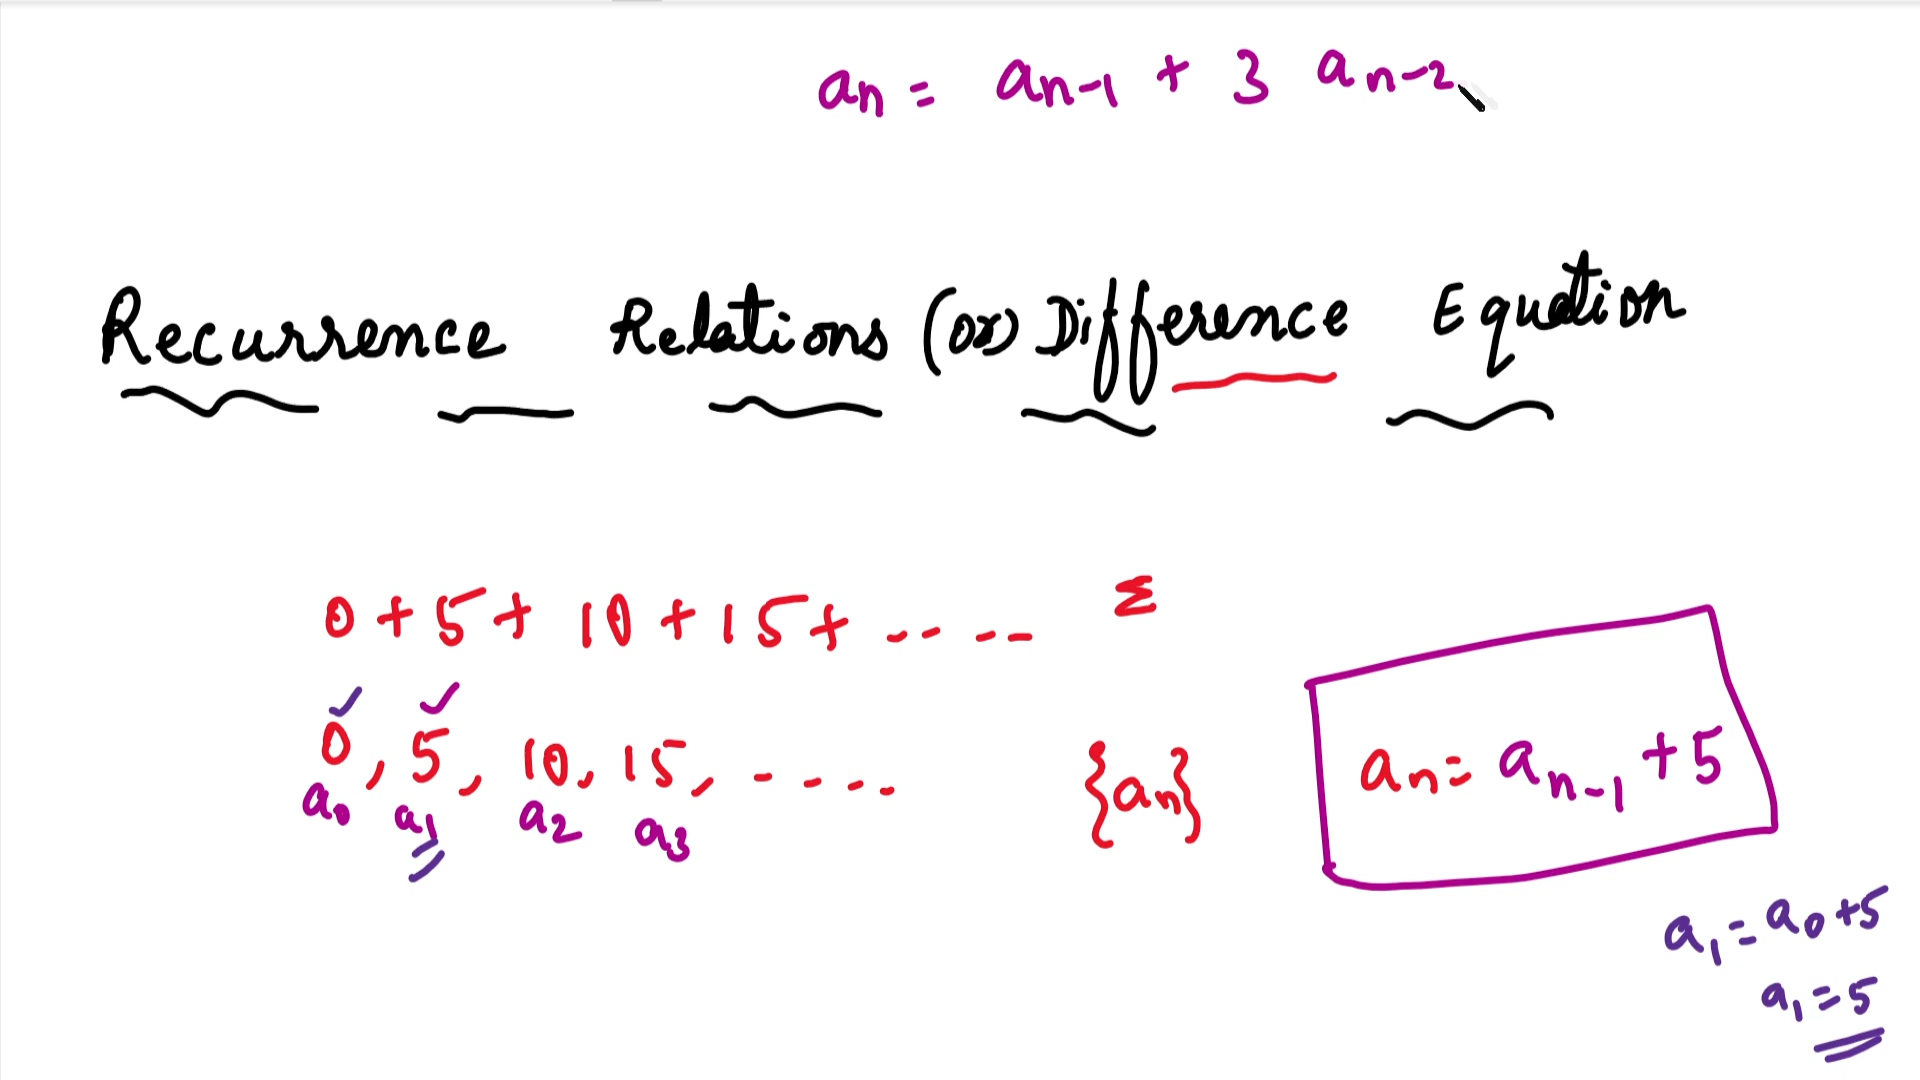 an = an-1 + 3 an-2
Recurrence Relations (or) Difference Equation
0 + 5 + 10 + 15 + ---- Σ
0, 5, 10, 15, - - - -
a0 a1 a2 a3
{an}
an = an-1 + 5
a1 = a0 + 5
a1 = 5